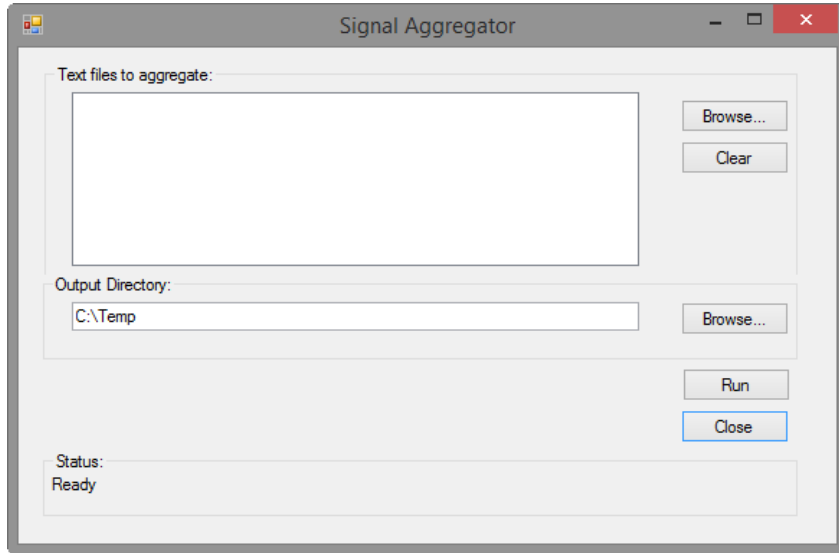 Signal Aggregator
Text files to aggregate:
Browse...
Clear
Output Directory:
C:\Temp
Browse...
Run
Close
Status:
Ready